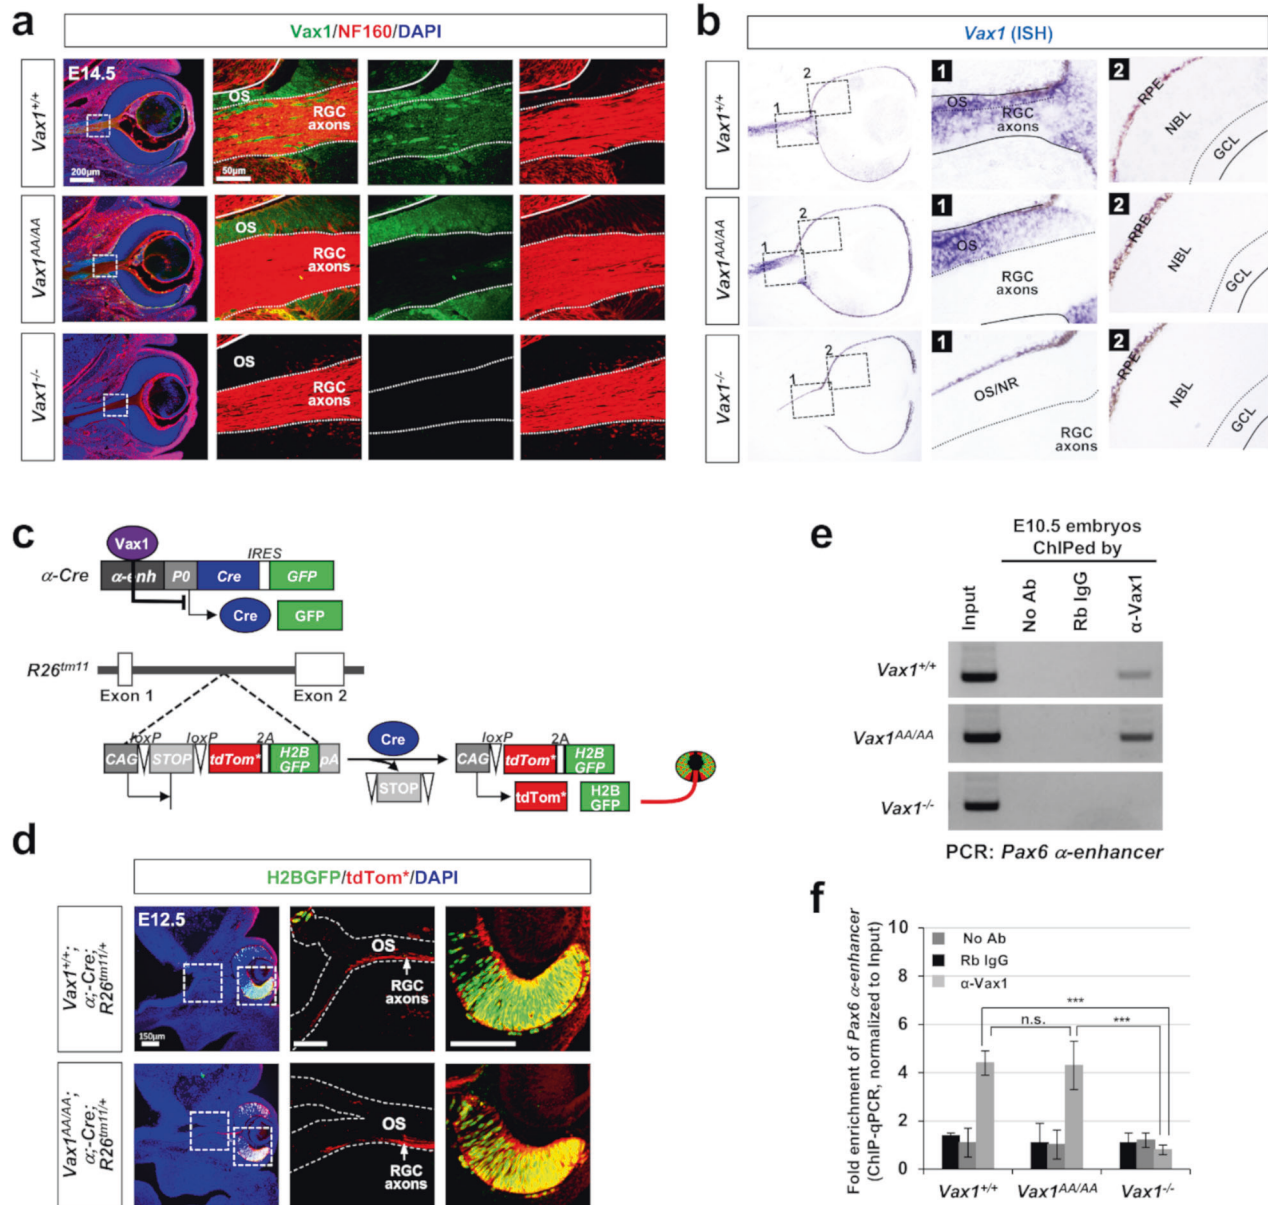 a
Vax1/NF160/DAPI
Vax1+/+
E14.5
200μm
OS
RGC
axons
50μm
Vax1AA/AA
OS
RGC
axons
Vax1-/-
OS
RGC
axons
b
Vax1 (ISH)
Vax1+/+
1
2
1
OS
RGC
axons
2
RPE
NBL
GCL
Vax1AA/AA
1
2
1
OS
RGC
axons
2
RPE
NBL
GCL
Vax1-/-
1
2
1
OS/NR
RGC
axons
2
RPE
NBL
GCL
c
Vax1
IRES
α-Cre
α-enh
P0
Cre
GFP
Cre
GFP
R26tm11
Exon 1
Exon 2
loxP
loxP
2A
CAG
STOP
tdTom*
H2B
GFP
pA
Cre
STOP
loxP
2A
CAG
tdTom*
H2B
GFP
tdTom*
H2B
GFP
d
H2BGFP/tdTom*/DAPI
Vax1+/+;
α;-Cre;
R26tm11/+
E12.5
150μm
OS
RGC
axons
Vax1AA/AA;
α;-Cre;
R26tm11/+
OS
RGC
axons
e
E10.5 embryos
ChIPed by
Input
No Ab
Rb IgG
α-Vax1
Vax1+/+
Vax1AA/AA
Vax1-/-
PCR: Pax6 α-enhancer
f
Fold enrichment of Pax6 α-enhancer
(ChIP-qPCR, normalized to Input)
10
8
6
4
2
0
No Ab
Rb IgG
α-Vax1
***
n.s.
***
Vax1+/+
Vax1AA/AA
Vax1-/-